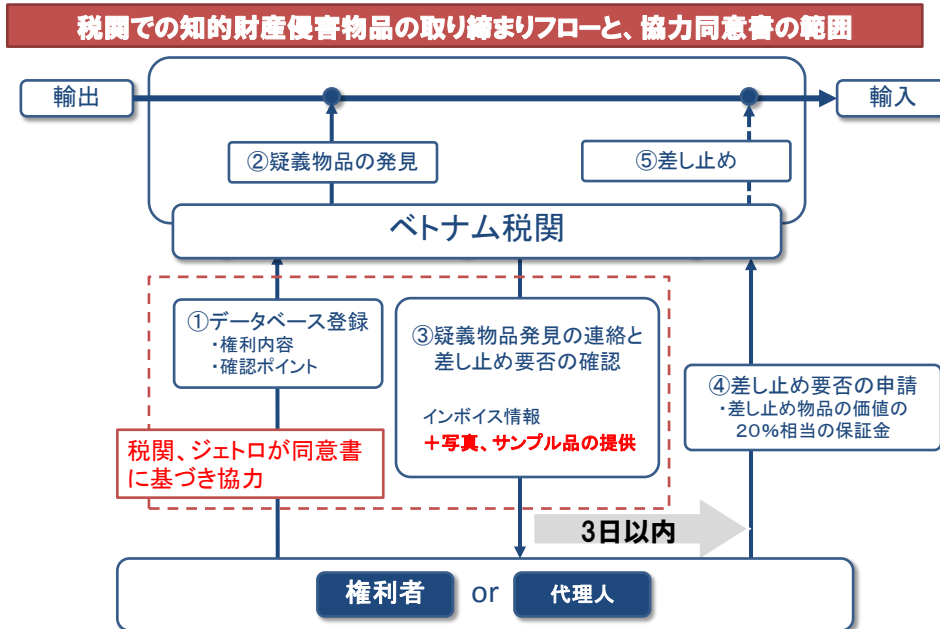 税関での知的財産侵害物品の取り締まりフローと、協力同意書の範囲
輸出
輸入
②疑義物品の発見
⑤差し止め
ベトナム税関
①データベース登録
・権利内容
・確認ポイント
③疑義物品発見の連絡と
差し止め要否の確認
インボイス情報
+写真、サンプル品の提供
④差し止め要否の申請
・差し止め物品の価値の
20%相当の保証金
税関、ジェトロが同意書
に基づき協力
3日以内
権利者 or 代理人